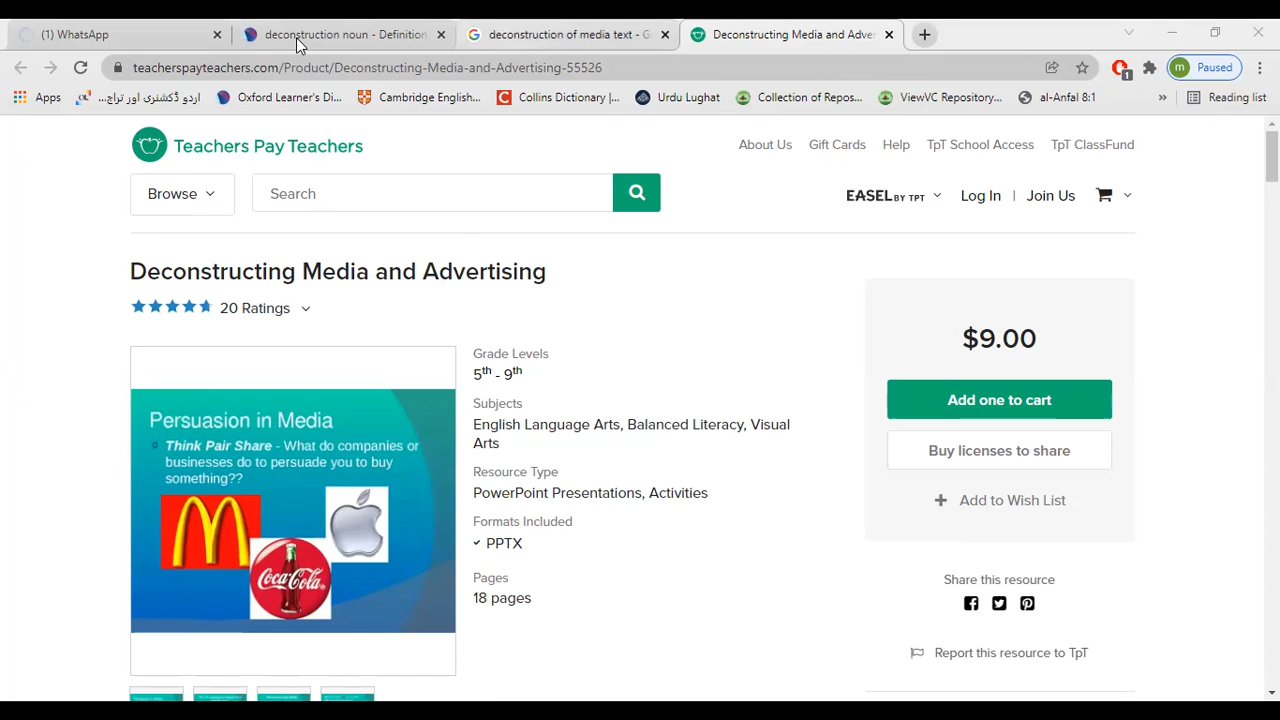 WhatsApp
deconstruction noun - Definition
deconstruction of media text - G
Deconstructing Media and Adver
teacherspayteachers.com/Product/Deconstructing-Media-and-Advertising-55526
1
m Paused
Apps
اردو ڈکشنری اور تراج...
Oxford Learner's Di...
Cambridge English...
Collins Dictionary |...
Urdu Lughat
Collection of Repos...
ViewVC Repository...
al-Anfal 8:1
»
Reading list
Teachers Pay Teachers
About Us
Gift Cards
Help
TpT School Access
TpT ClassFund
Browse
Search
EASEL BY TPT
Log In
Join Us
Deconstructing Media and Advertising
20 Ratings
$9.00
Add one to cart
Buy licenses to share
+ Add to Wish List
Share this resource
Report this resource to TpT
Persuasion in Media
Think Pair Share - What do companies or
businesses do to persuade you to buy
something??
Coca-Cola
Grade Levels
5th - 9th
Subjects
English Language Arts, Balanced Literacy, Visual
Arts
Resource Type
PowerPoint Presentations, Activities
Formats Included
PPTX
Pages
18 pages